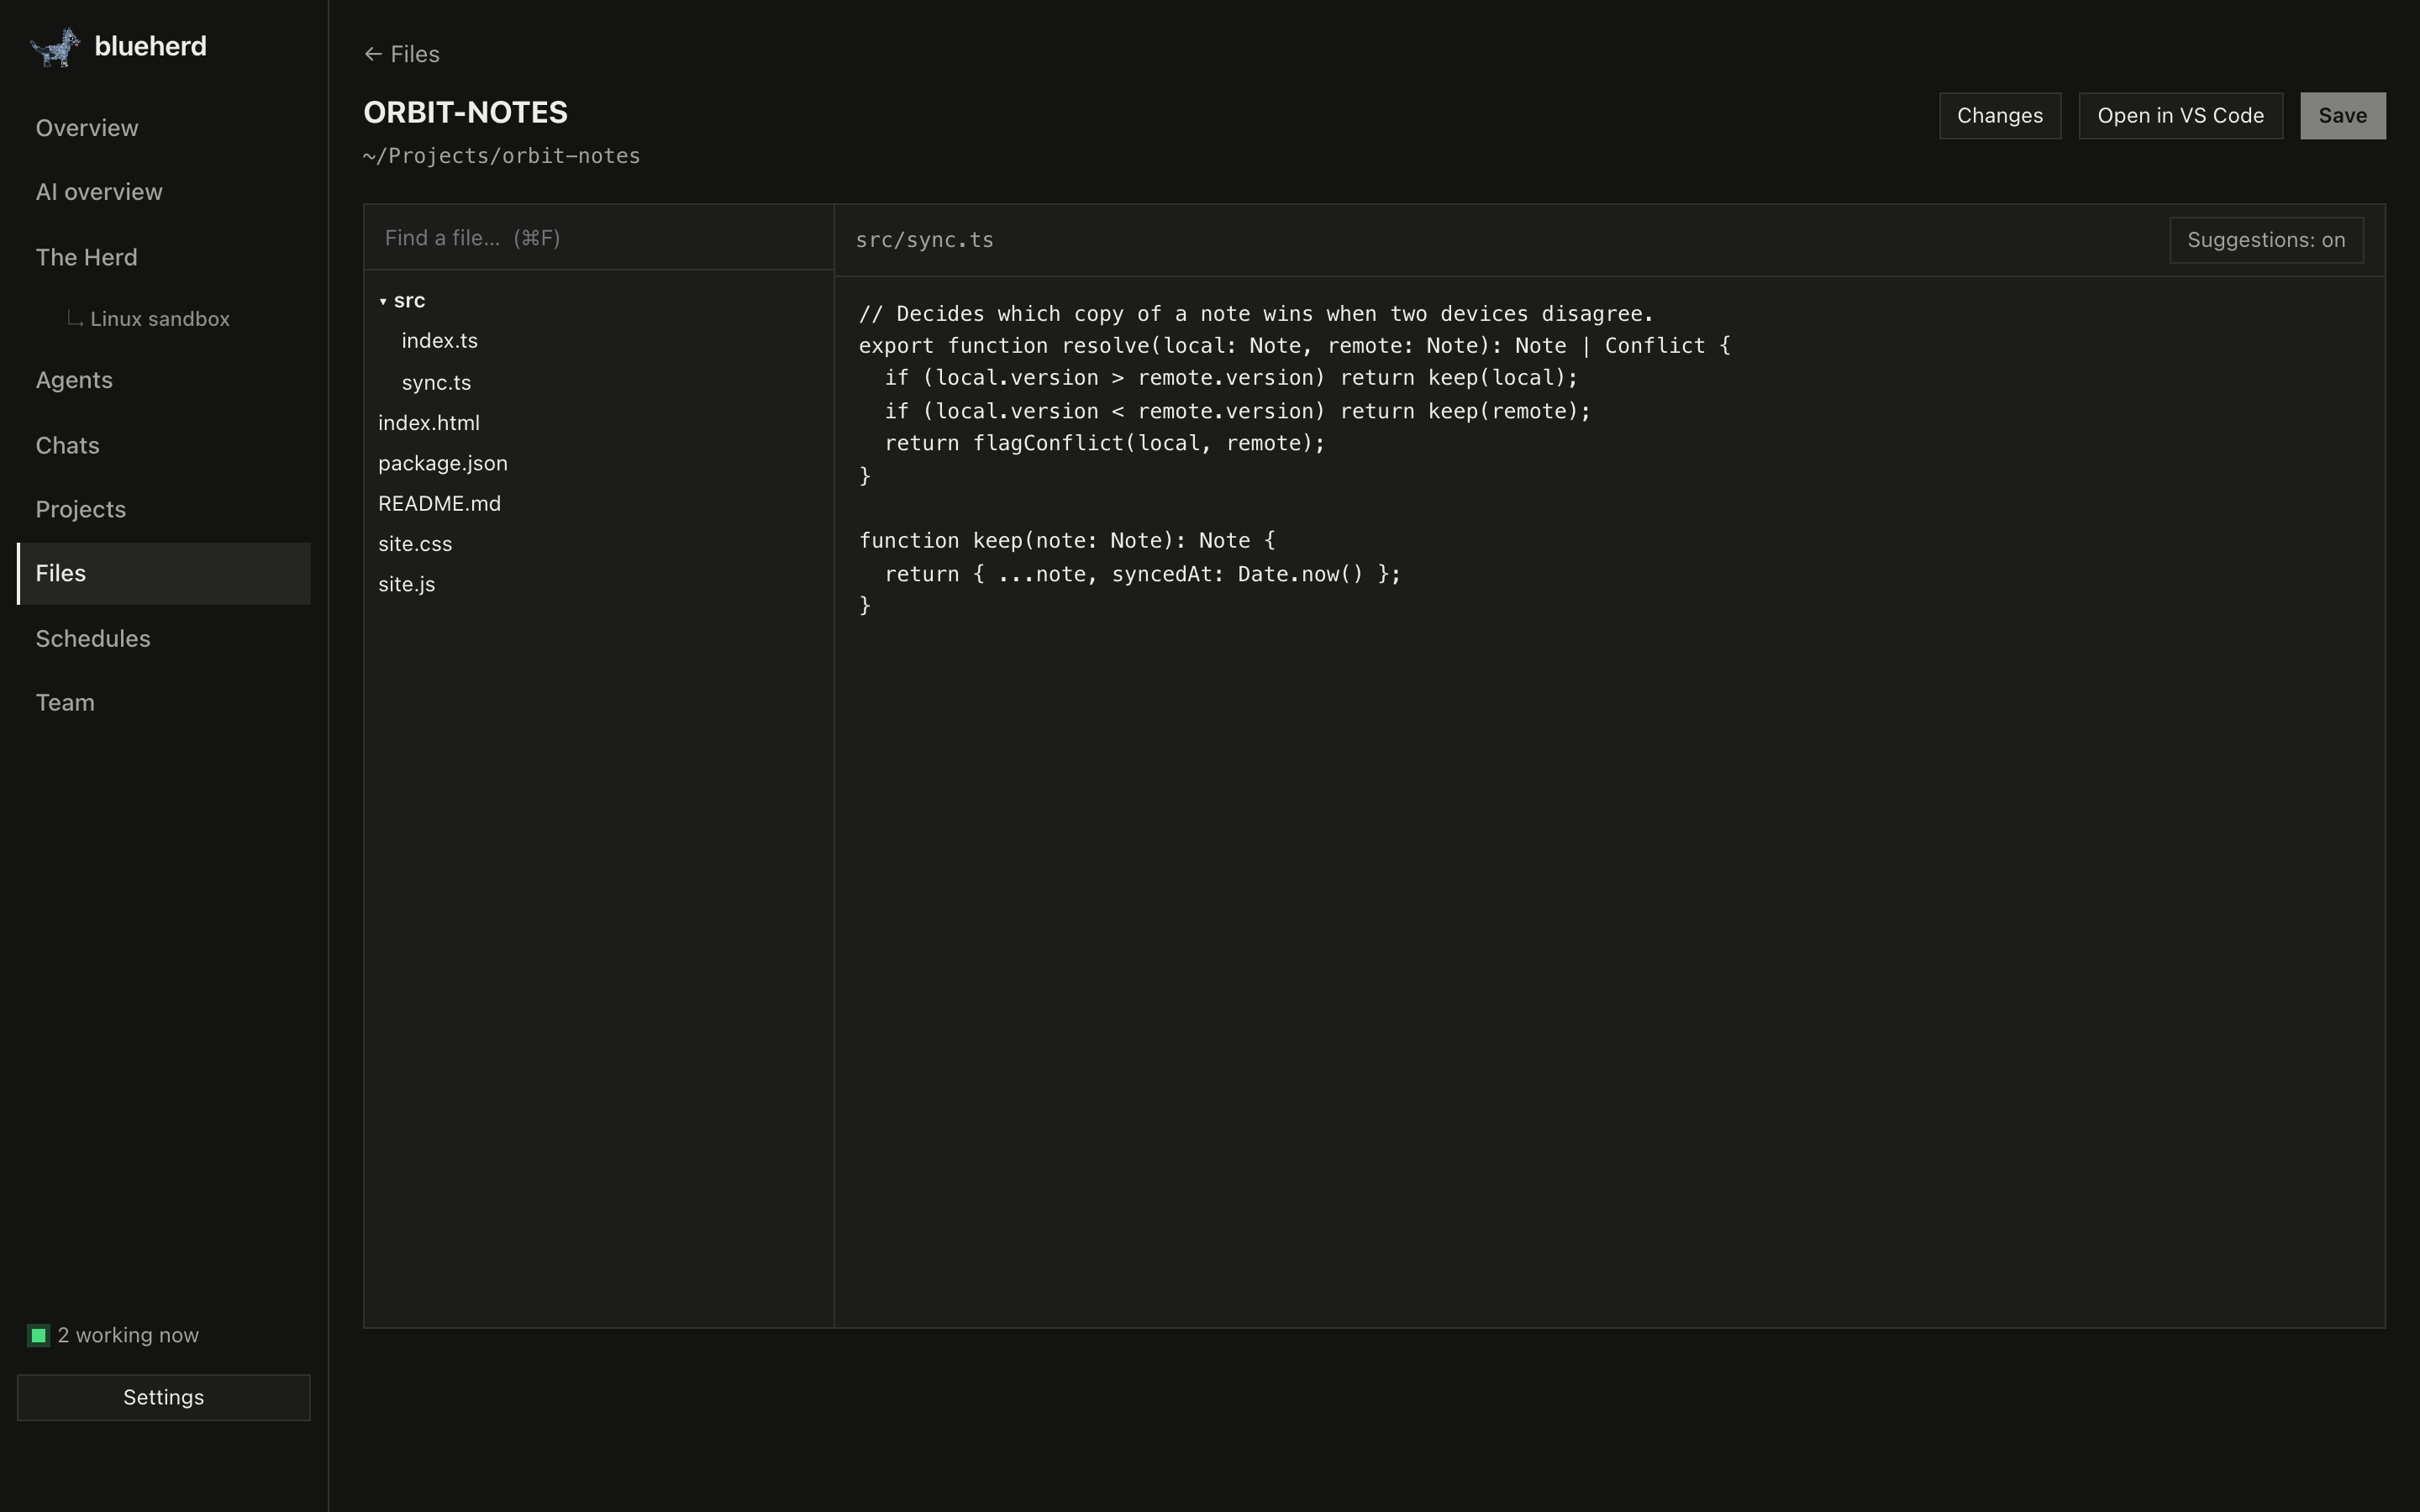 blueherd
Overview
AI overview
The Herd
Linux sandbox
Agents
Chats
Projects
Files
Schedules
Team
2 working now
Settings
← Files
ORBIT-NOTES
~/Projects/orbit-notes
Changes
Open in VS Code
Save
Find a file... (⌘F)
▾ src
index.ts
sync.ts
index.html
package.json
README.md
site.css
site.js
src/sync.ts
Suggestions: on
// Decides which copy of a note wins when two devices disagree.
export function resolve(local: Note, remote: Note): Note | Conflict {
  if (local.version > remote.version) return keep(local);
  if (local.version < remote.version) return keep(remote);
  return flagConflict(local, remote);
}
function keep(note: Note): Note {
  return { ...note, syncedAt: Date.now() };
}